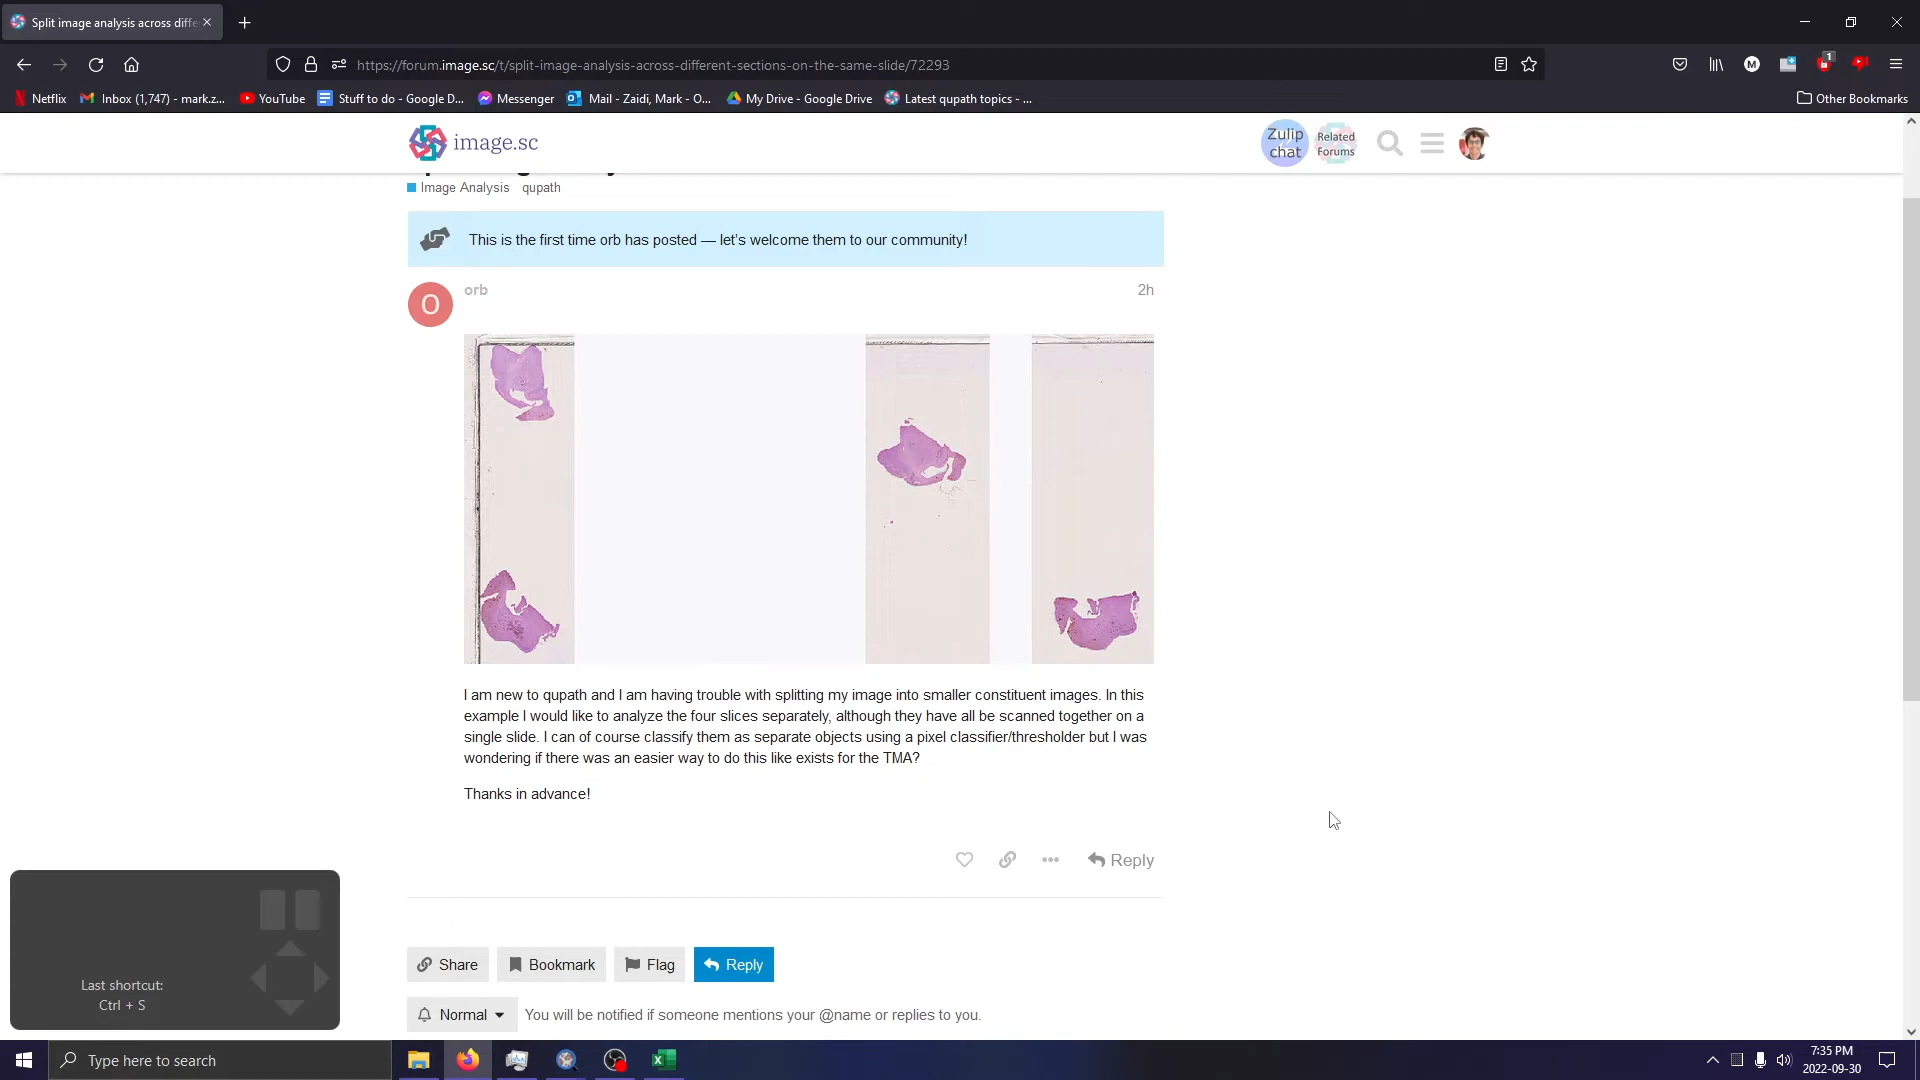 Split image analysis across diffe
https://forum.image.sc/t/split-image-analysis-across-different-sections-on-the-same-slide/72293
M
1
Netflix
Inbox (1,747) - mark.z...
YouTube
Stuff to do - Google D...
Messenger
Mail - Zaidi, Mark - O...
My Drive - Google Drive
Latest qupath topics - ...
Other Bookmarks
image.sc
Zulip
chat
Related
Forums
Image Analysis qupath
This is the first time orb has posted — let's welcome them to our community!
O
orb
2h
I am new to qupath and I am having trouble with splitting my image into smaller constituent images. In this
example I would like to analyze the four slices separately, although they have all be scanned together on a
single slide. I can of course classify them as separate objects using a pixel classifier/thresholder but I was
wondering if there was an easier way to do this like exists for the TMA?
Thanks in advance!
Reply
Share
Bookmark
Flag
Reply
Normal
You will be notified if someone mentions your @name or replies to you.
Last shortcut:
Ctrl + S
Type here to search
7:35 PM
2022-09-30